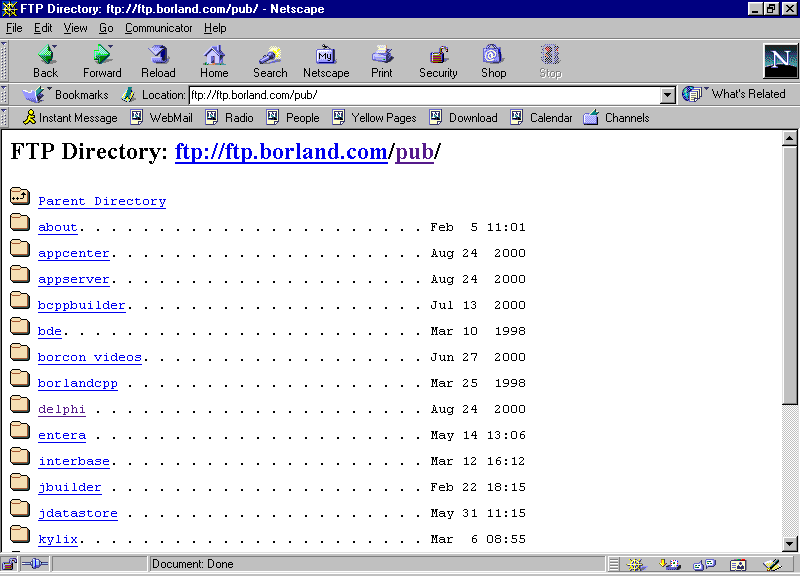 FTP Directory: ftp://ftp.borland.com/pub/ - Netscape
File Edit View Go Communicator Help
Back Forward Reload Home Search Netscape Print Security Shop Stop
My N
Bookmarks Location: ftp://ftp.borland.com/pub/ What's Related
Instant Message WebMail Radio People Yellow Pages Download Calendar Channels
FTP Directory: ftp://ftp.borland.com/pub/
Parent Directory
about. . . . . . . . . . . . . . . . . . . . . . Feb  5 11:01
appcenter. . . . . . . . . . . . . . . . . . . . Aug 24  2000
appserver. . . . . . . . . . . . . . . . . . . . Aug 24  2000
bcppbuilder. . . . . . . . . . . . . . . . . . . Jul 13  2000
bde. . . . . . . . . . . . . . . . . . . . . . . Mar 10  1998
borcon videos. . . . . . . . . . . . . . . . . . Jun 27  2000
borlandcpp . . . . . . . . . . . . . . . . . . . Mar 25  1998
delphi . . . . . . . . . . . . . . . . . . . . . Aug 24  2000
entera . . . . . . . . . . . . . . . . . . . . . May 14 13:06
interbase. . . . . . . . . . . . . . . . . . . . Mar 12 16:12
jbuilder . . . . . . . . . . . . . . . . . . . . Feb 22 18:15
jdatastore . . . . . . . . . . . . . . . . . . . May 31 11:15
kylix. . . . . . . . . . . . . . . . . . . . . . Mar  6 08:55
Document: Done